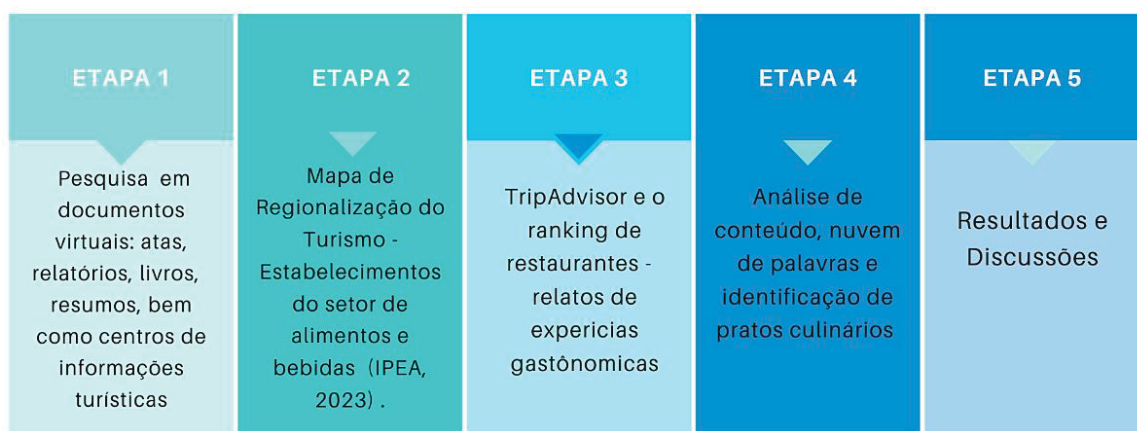 ETAPA 1
Pesquisa em
documentos
virtuais: atas,
relatórios, livros,
resumos, bem
como centros de
informações
turísticas
ETAPA 2
Mapa de
Regionalização do
Turismo -
Estabelecimentos
do setor de
alimentos e
bebidas (IPEA,
2023) .
ETAPA 3
TripAdvisor e o
ranking de
restaurantes -
relatos de
expericias
gastônomicas
ETAPA 4
Análise de
conteúdo, nuvem
de palavras e
identificação de
pratos culinários
ETAPA 5
Resultados e
Discussões